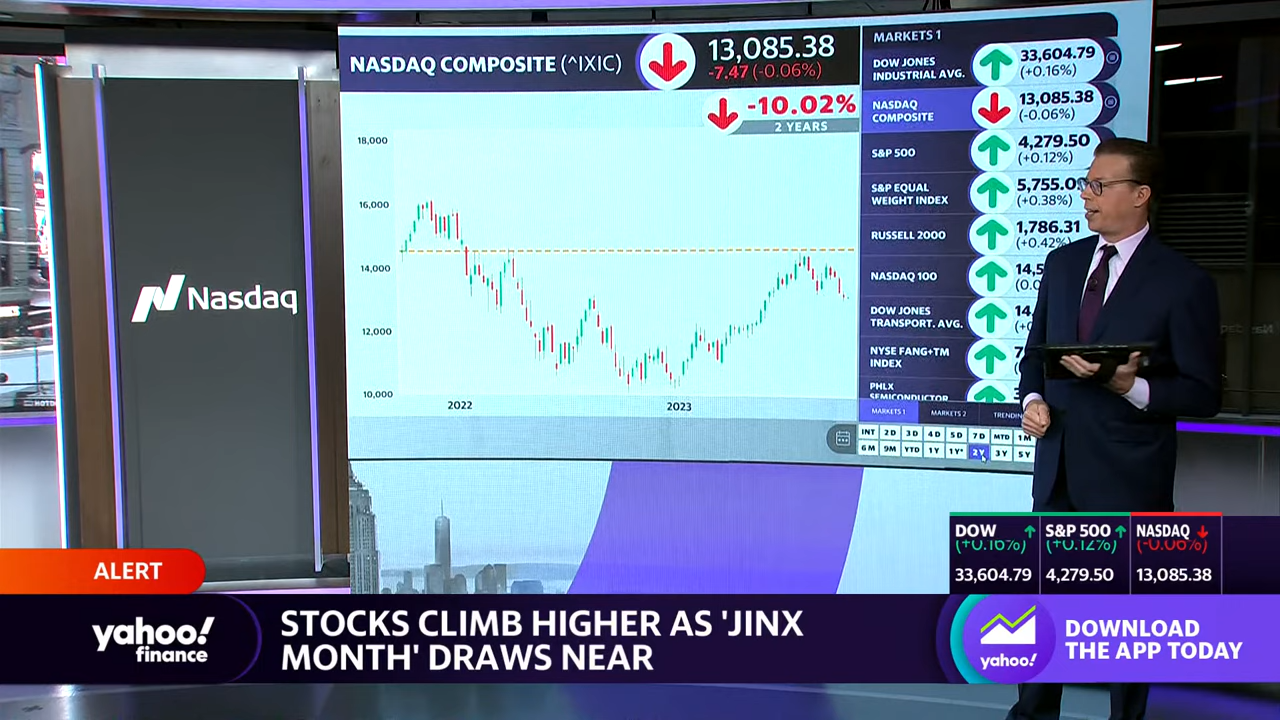 NASDAQ COMPOSITE (^IXIC)
13,085.38
-7.47 (-0.06%)
-10.02%
2 YEARS
18,000
16,000
14,000
12,000
10,000
2022
2023
MARKETS 1
DOW JONES
INDUSTRIAL AVG.
33,604.79
(+0.16%)
NASDAQ
COMPOSITE
13,085.38
(-0.06%)
S&P 500
4,279.50
(+0.12%)
S&P EQUAL
WEIGHT INDEX
(+0.38%)
RUSSELL 2000
1,786.31
(+0.42%)
NASDAQ 100
DOW JONES
TRANSPORT. AVG.
NYSE FANG+TM
INDEX
PHLX
SEMICONDUCTOR
MARKETS 1
MARKETS 2
INT 2D 3D 4D 5D 7D MTD 1M
6M 9M YTD 1Y 1Y* 2Y 3Y 5Y
Nasdaq
DOW
(+0.16%)
33,604.79
S&P 500
(+0.12%)
4,279.50
NASDAQ
(-0.06%)
13,085.38
ALERT
yahoo!
finance
STOCKS CLIMB HIGHER AS 'JINX
MONTH' DRAWS NEAR
yahoo!
DOWNLOAD
THE APP TODAY